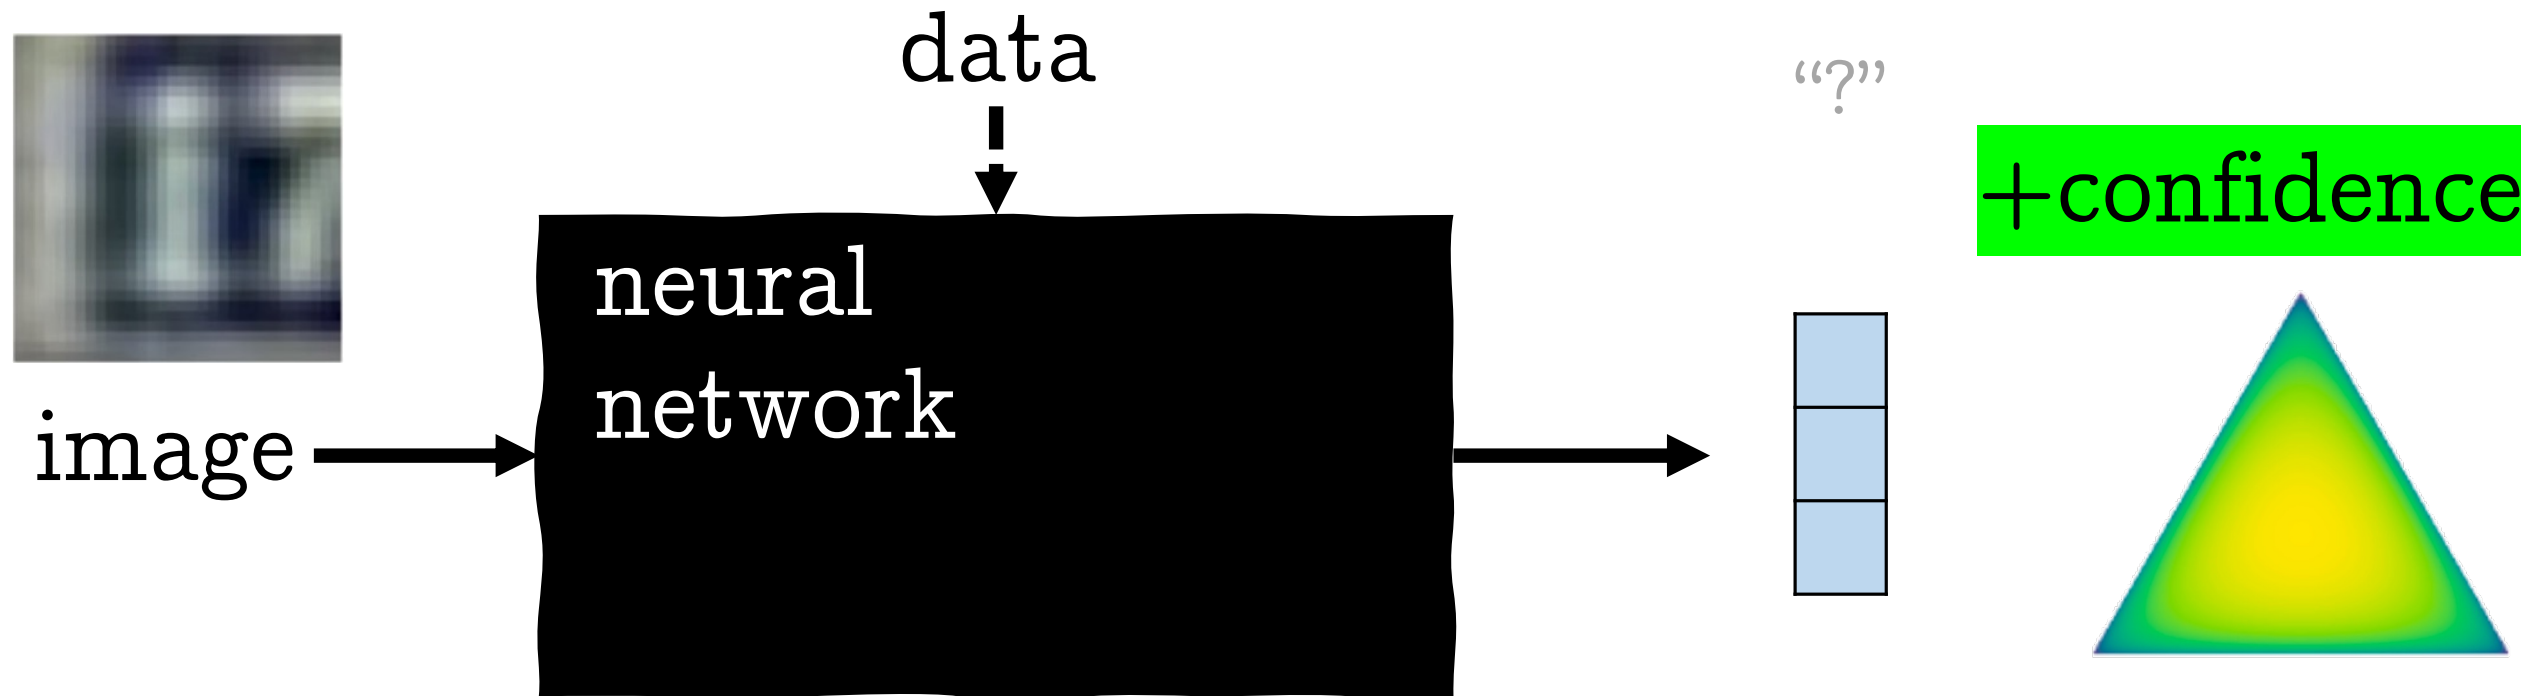 data
“?”
+confidence
neural
network
image